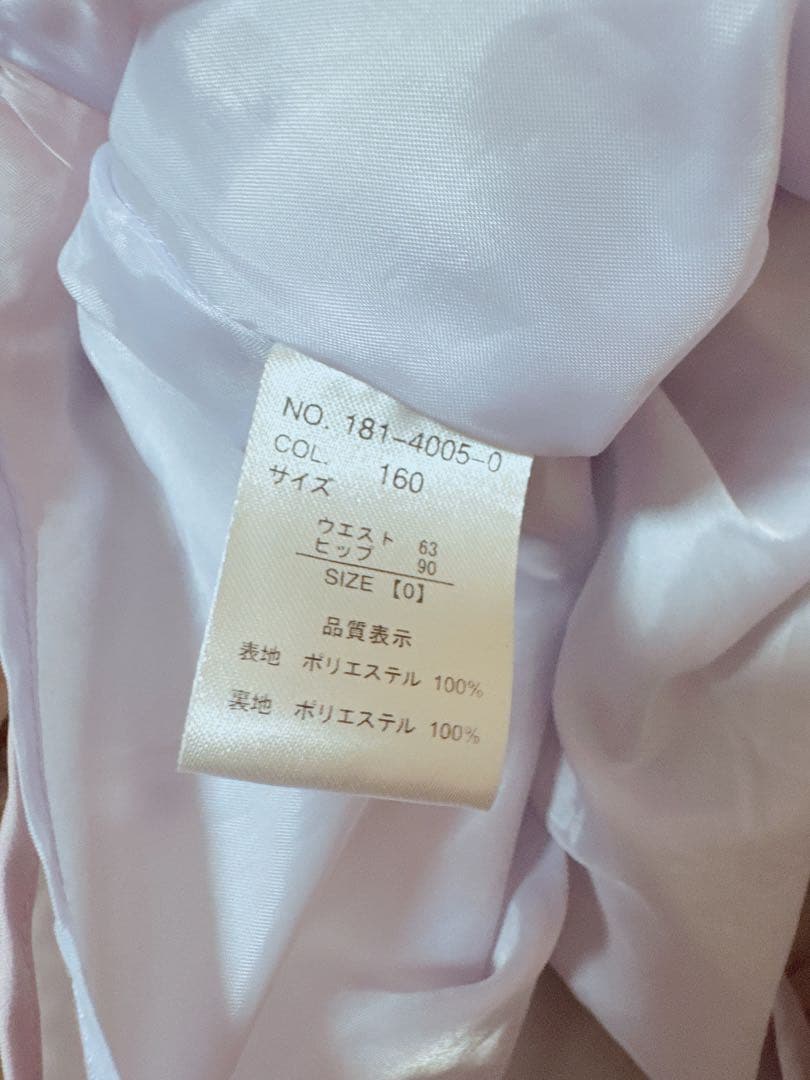 NO. 181-4005-0
COL. 160
サイズ
ウエスト 63
ヒップ 90
SIZE 【0】
品質表示
表地 ポリエステル 100%
裏地 ポリエステル 100%